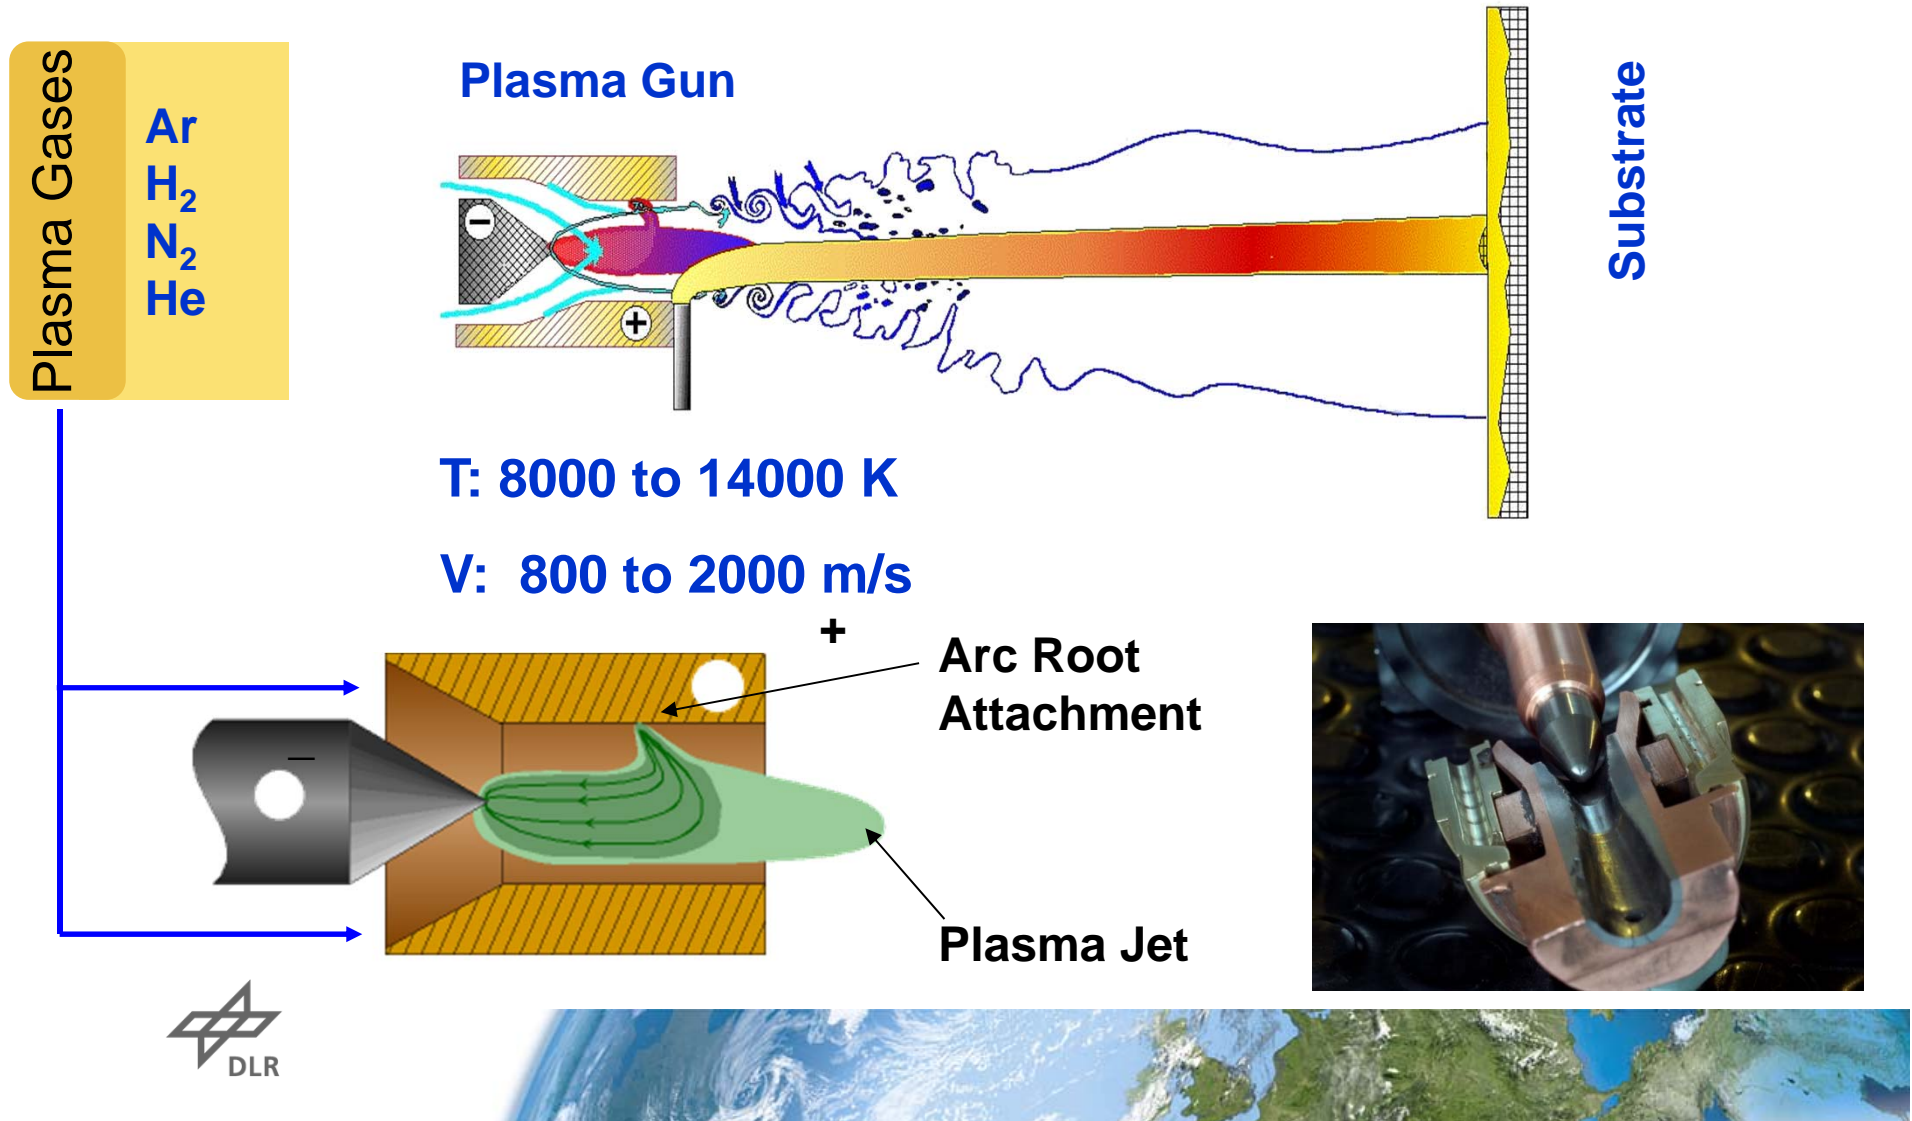 Plasma Gases
Ar
H₂
N₂
He
Plasma Gun
−
+
Substrate
T: 8000 to 14000 K
V: 800 to 2000 m/s
+
Arc Root
Attachment
−
Plasma Jet
DLR